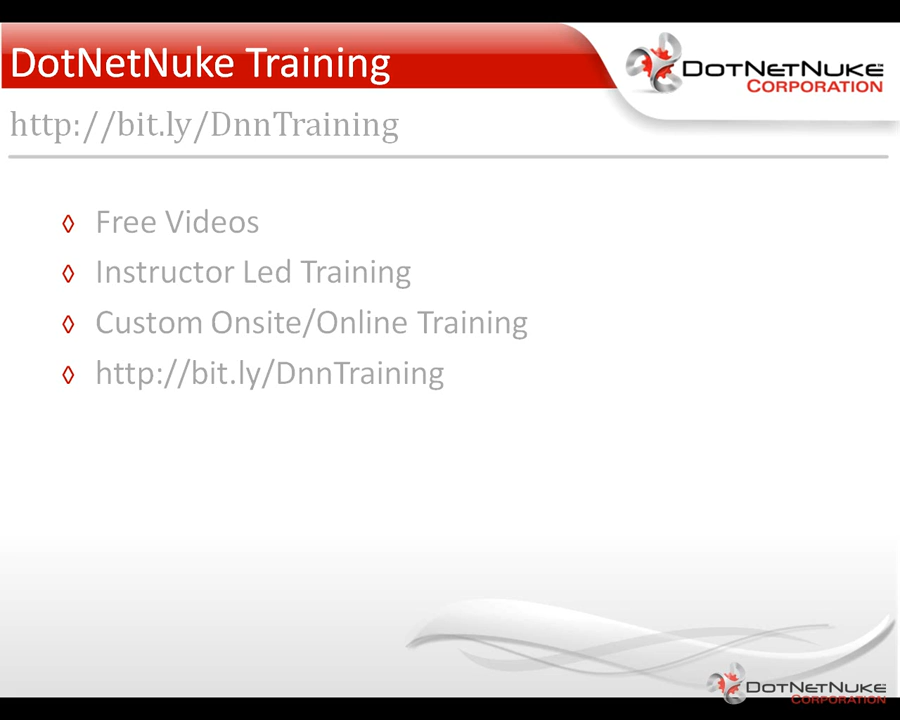 DotNetNuke Training
DotNetNuke
Corporation
http://bit.ly/DnnTraining
Free Videos
Instructor Led Training
Custom Onsite/Online Training
http://bit.ly/DnnTraining
DotNetNuke
Corporation